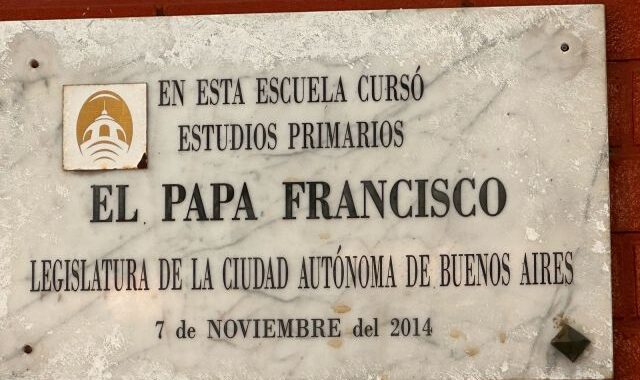 EN ESTA ESCUELA CURSÓ
ESTUDIOS PRIMARIOS
EL PAPA FRANCISCO
LEGISLATURA DE LA CIUDAD AUTÓNOMA DE BUENOS AIRES
7 de NOVIEMBRE del 2014